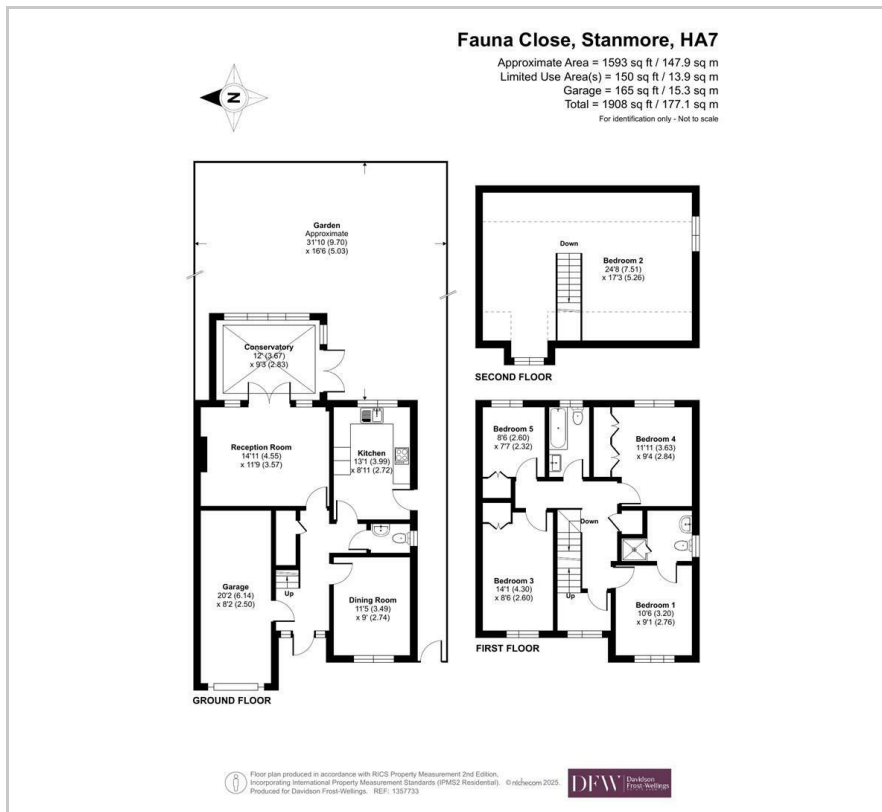 Fauna Close, Stanmore, HA7
Approximate Area = 1593 sq ft / 147.9 sq m
Limited Use Area(s) = 150 sq ft / 13.9 sq m
Garage = 165 sq ft / 15.3 sq m
Total = 1908 sq ft / 177.1 sq m
For identification only - Not to scale
N
Garden
Approximate
31'10 (9.70)
x 16'6 (5.03)
Conservatory
12' (3.67)
x 9'3 (2.83)
Reception Room
14'11 (4.55)
x 11'9 (3.57)
Kitchen
13'1 (3.99)
x 8'11 (2.72)
Garage
20'2 (6.14)
x 8'2 (2.50)
Up
Dining Room
11'5 (3.49)
x 9' (2.74)
GROUND FLOOR
Down
Bedroom 2
24'8 (7.51)
x 17'3 (5.26)
SECOND FLOOR
Bedroom 5
8'6 (2.60)
x 7'7 (2.32)
Bedroom 4
11'11 (3.63)
x 9'4 (2.84)
Down
Bedroom 3
14'1 (4.30)
x 8'6 (2.60)
Up
Bedroom 1
10'6 (3.20)
x 9'1 (2.76)
FIRST FLOOR
Floor plan produced in accordance with RICS Property Measurement 2nd Edition,
Incorporating International Property Measurement Standards (IPMS2 Residential). © nichecom 2025.
Produced for Davidson Frost-Wellings. REF: 1357733
DFW
Davidson
Frost-Wellings